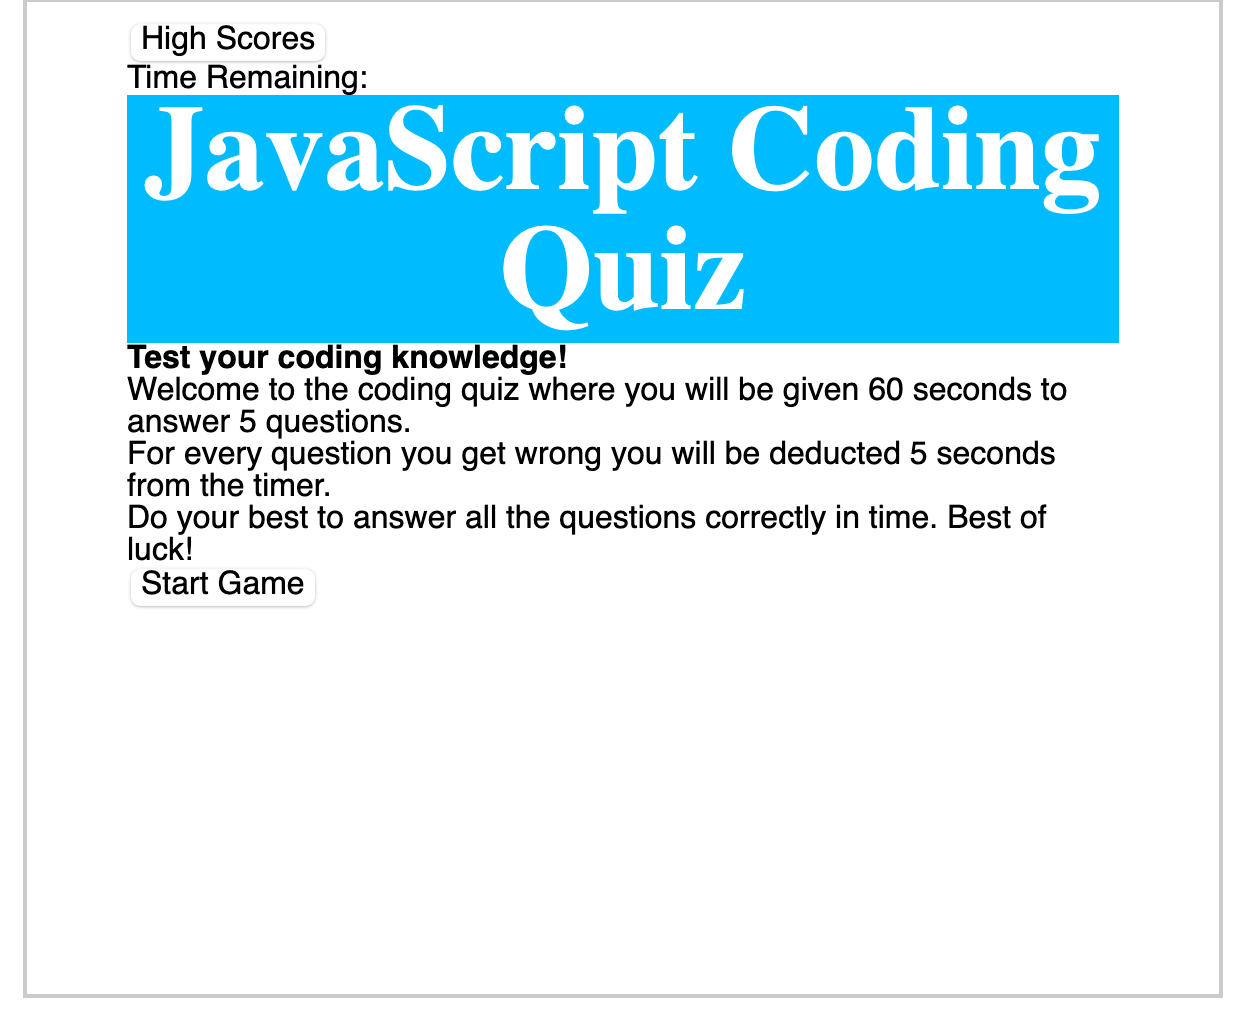 High Scores
Time Remaining:
JavaScript Coding
Quiz
Test your coding knowledge!
Welcome to the coding quiz where you will be given 60 seconds to
answer 5 questions.
For every question you get wrong you will be deducted 5 seconds
from the timer.
Do your best to answer all the questions correctly in time. Best of
luck!
Start Game